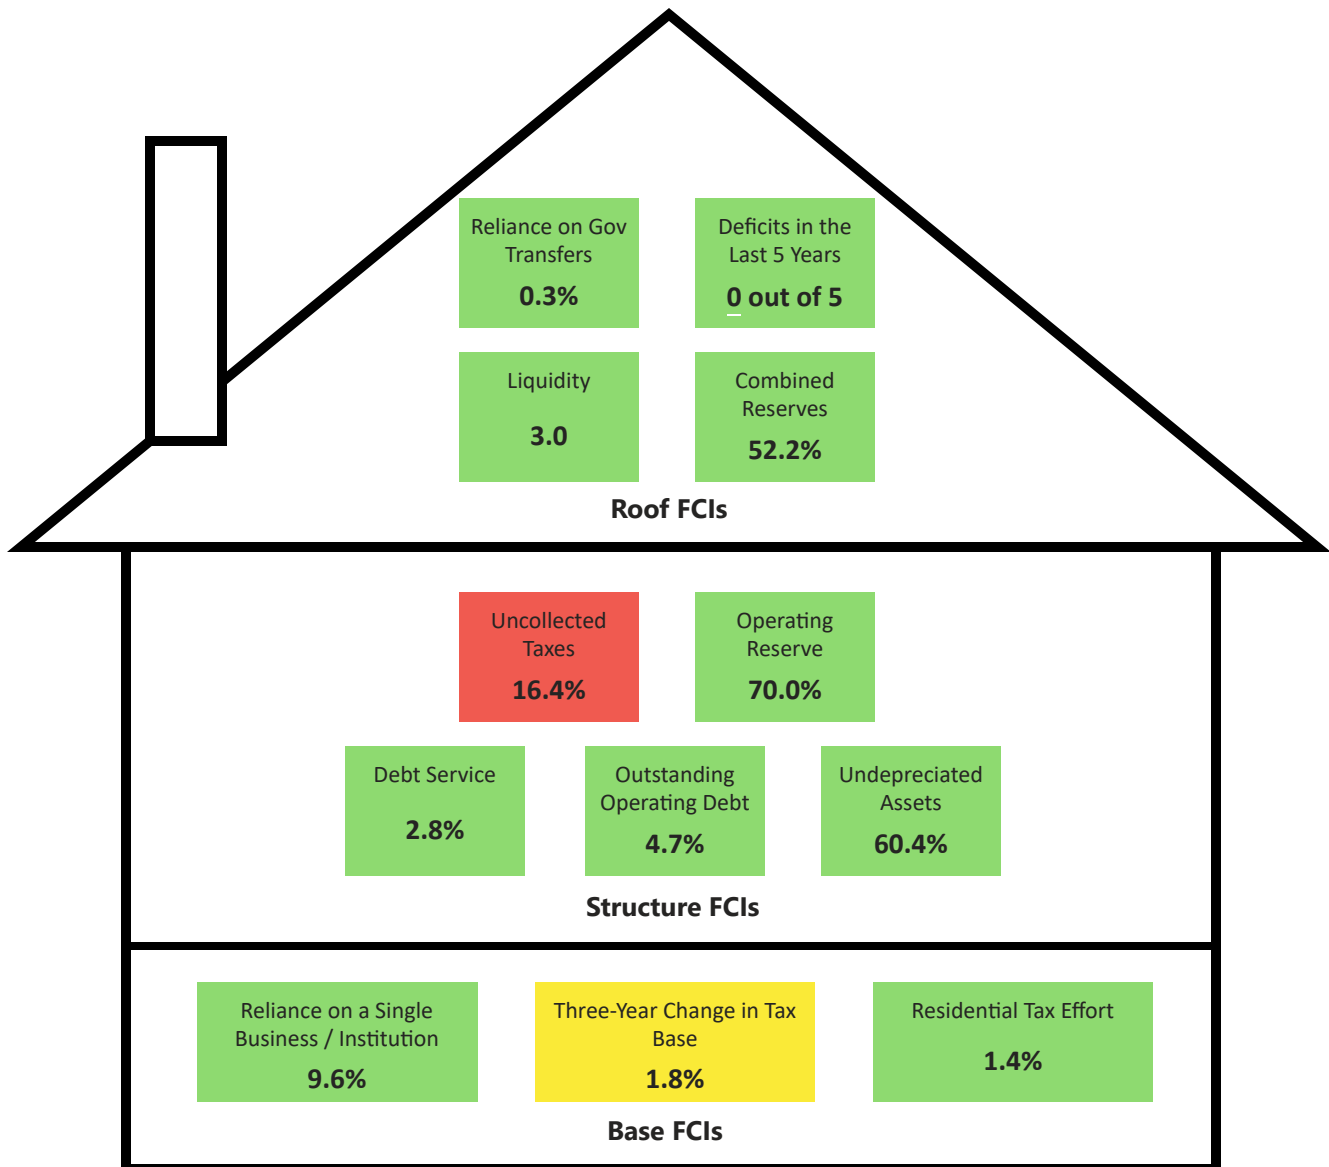 Reliance on Gov
Transfers
0.3%
Deficits in the
Last 5 Years
0 out of 5
Liquidity
3.0
Combined
Reserves
52.2%
Roof FCIs
Uncollected
Taxes
16.4%
Operating
Reserve
70.0%
Debt Service
2.8%
Outstanding
Operating Debt
4.7%
Undepreciated
Assets
60.4%
Structure FCIs
Reliance on a Single
Business / Institution
9.6%
Three-Year Change in Tax
Base
1.8%
Residential Tax Effort
1.4%
Base FCIs